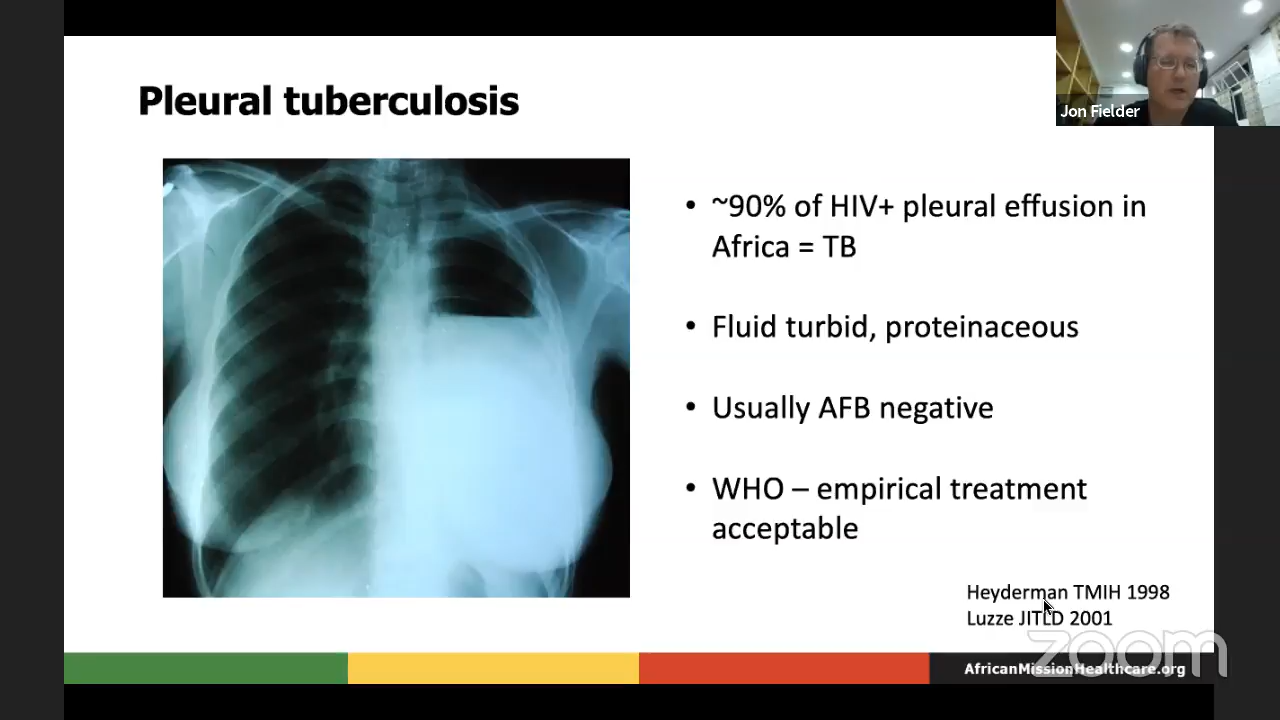 Pleural tuberculosis
Jon Fielder
• ~90% of HIV+ pleural effusion in
Africa = TB
• Fluid turbid, proteinaceous
• Usually AFB negative
• WHO – empirical treatment
acceptable
Heyderman TMIH 1998
Luzze JITLD 2001
zoom
AfricanMissionHealthcare.org